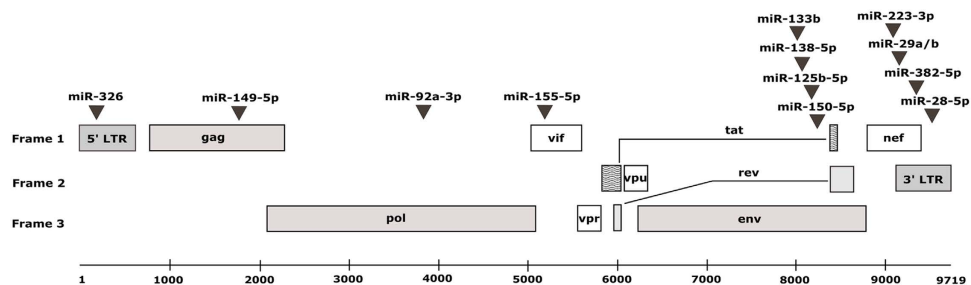 miR-133b
miR-223-3p
miR-138-5p
miR-29a/b
miR-125b-5p
miR-382-5p
miR-326
miR-149-5p
miR-92a-3p
miR-155-5p
miR-150-5p
miR-28-5p
Frame 1
5' LTR
gag
vif
tat
nef
Frame 2
vpu
rev
3' LTR
Frame 3
pol
vpr
env
1 1000 2000 3000 4000 5000 6000 7000 8000 9000 9719